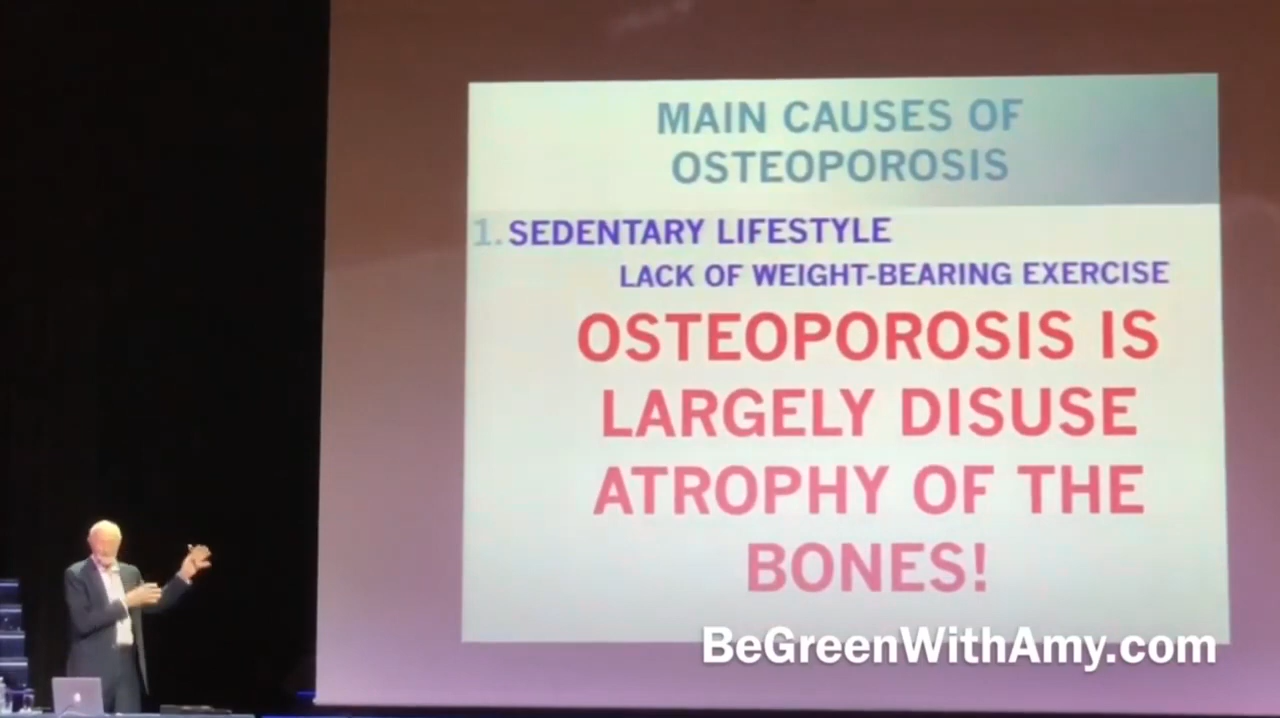 MAIN CAUSES OF
OSTEOPOROSIS
1. SEDENTARY LIFESTYLE
LACK OF WEIGHT-BEARING EXERCISE
OSTEOPOROSIS IS
LARGELY DISUSE
ATROPHY OF THE
BONES!
BeGreenWithAmy.com